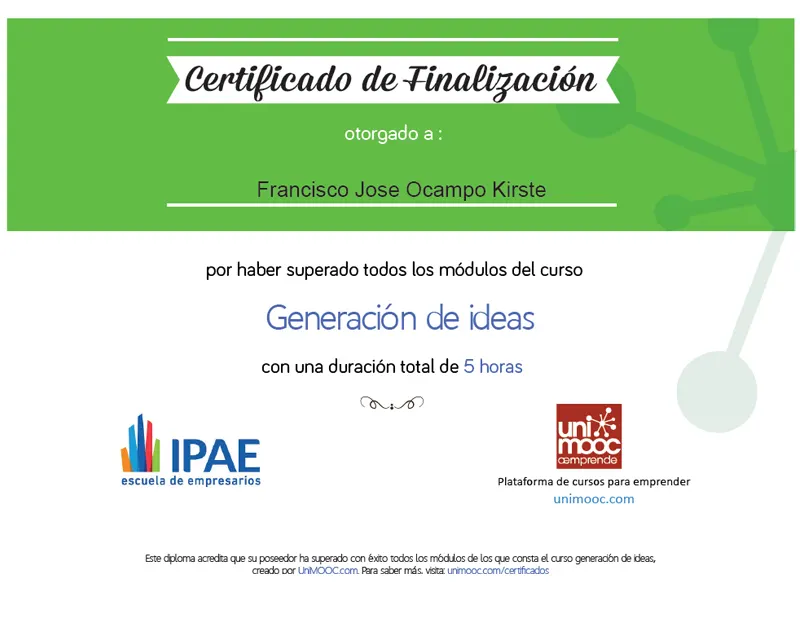 Certificado de Finalización
otorgado a :
Francisco Jose Ocampo Kirste
por haber superado todos los módulos del curso
Generación de ideas
con una duración total de 5 horas
IPAE
escuela de empresarios
uni
mooc
œmprende
Plataforma de cursos para emprender
unimooc.com
Este diploma acredita que su poseedor ha superado con éxito todos los módulos de los que consta el curso generación de ideas,
creado por UniMOOC.com. Para saber más, visita: unimooc.com/certificados